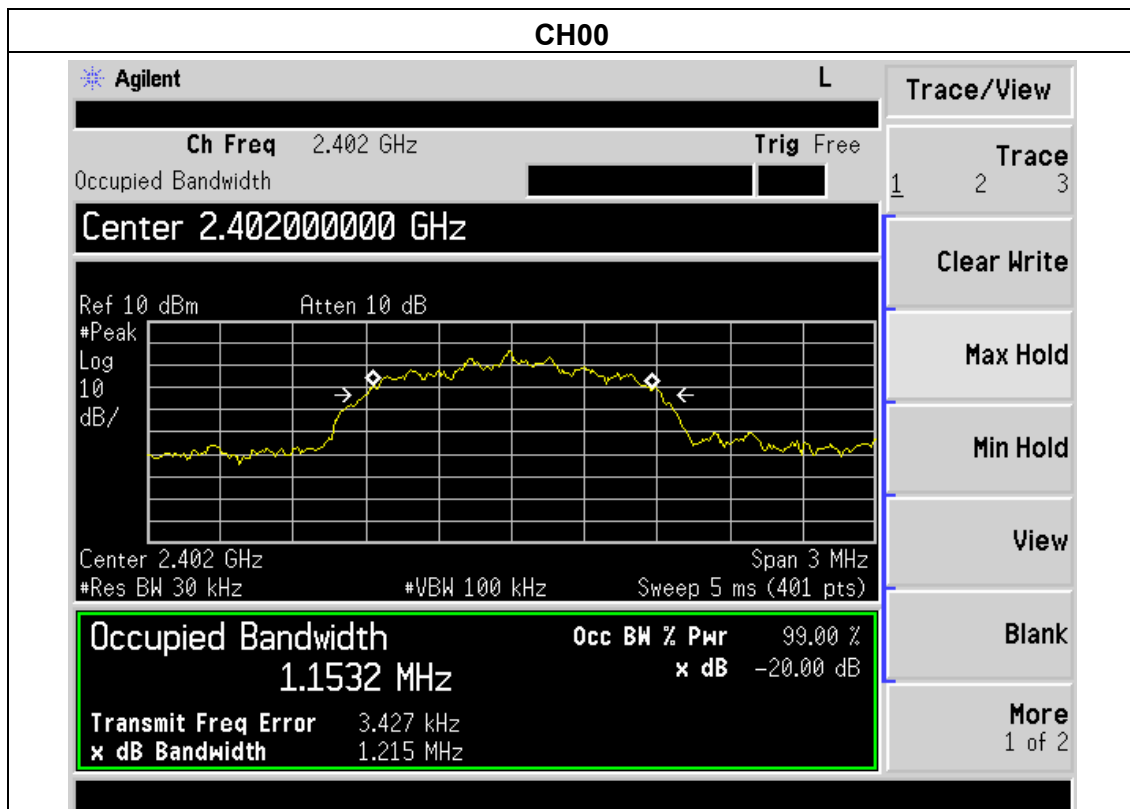 CH00
Agilent L
Trace/View
Ch Freq 2.402 GHz Trig Free
Occupied Bandwidth
Trace
1 2 3
Center 2.402000000 GHz
Clear Write
Ref 10 dBm Atten 10 dB
#Peak
Log
10
dB/
Max Hold
Min Hold
View
Center 2.402 GHz Span 3 MHz
#Res BW 30 kHz #VBW 100 kHz Sweep 5 ms (401 pts)
Occupied Bandwidth Occ BW % Pwr 99.00 %
1.1532 MHz x dB -20.00 dB
Blank
Transmit Freq Error 3.427 kHz
x dB Bandwidth 1.215 MHz
More
1 of 2